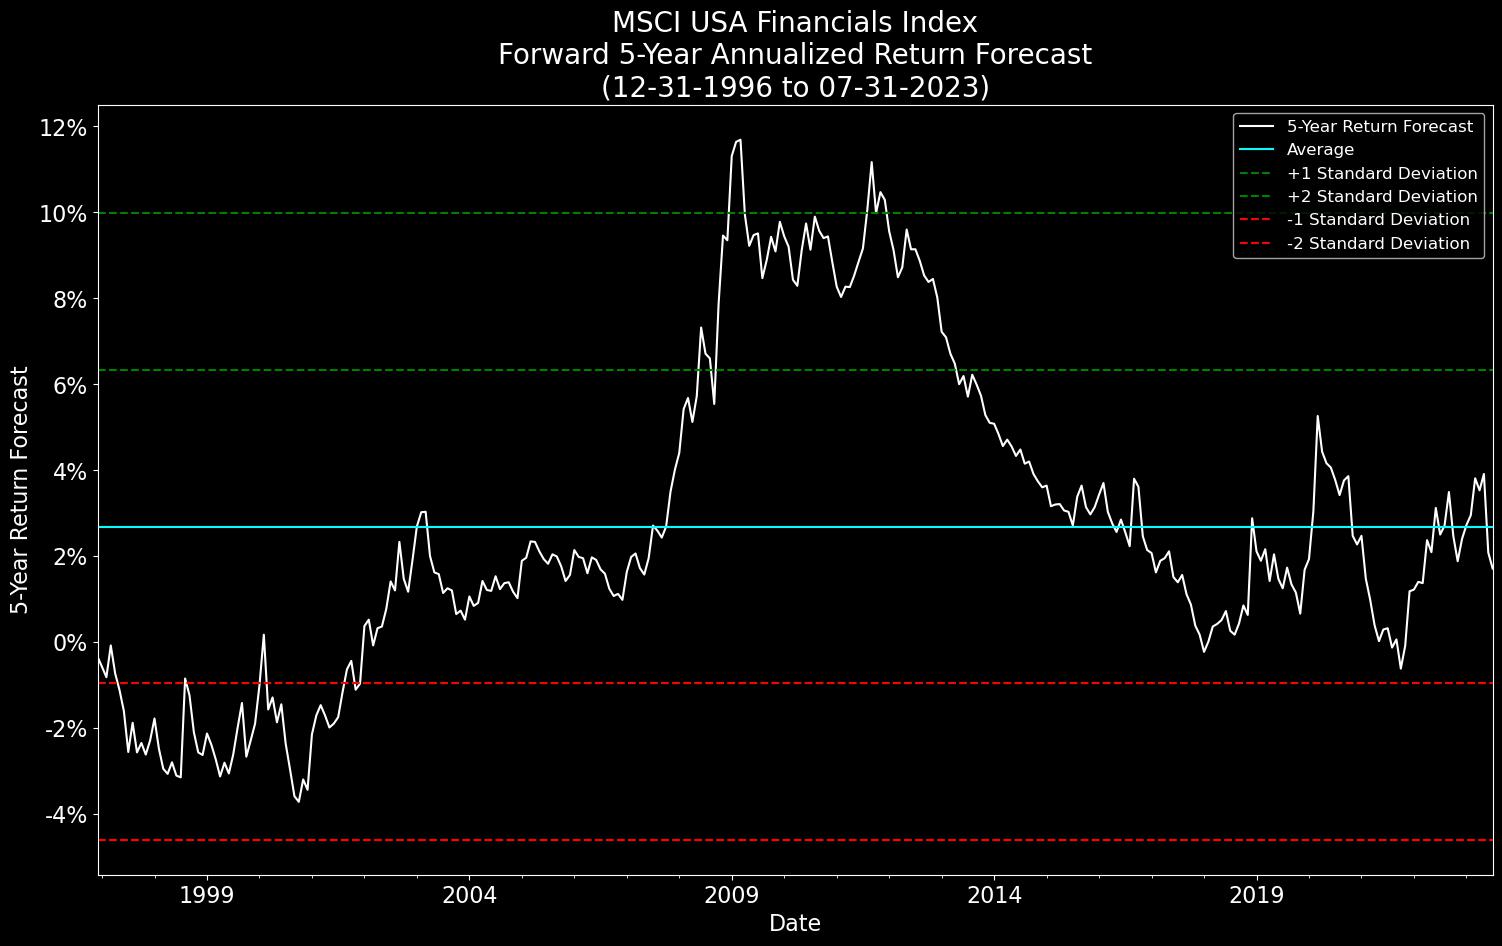 MSCI USA Financials Index
Forward 5-Year Annualized Return Forecast
(12-31-1996 to 07-31-2023)
5-Year Return Forecast
12%
10%
8%
6%
4%
2%
0%
-2%
-4%
5-Year Return Forecast
Average
+1 Standard Deviation
+2 Standard Deviation
-1 Standard Deviation
-2 Standard Deviation
1999
2004
2009
2014
2019
Date